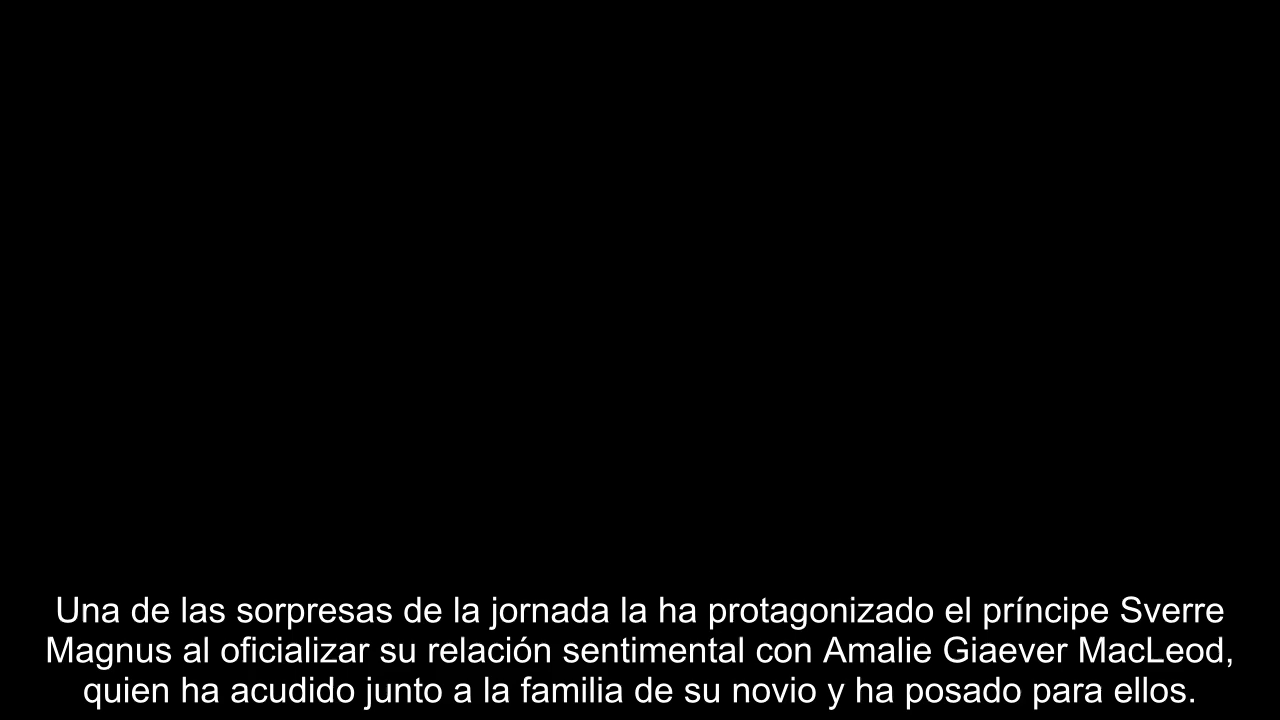 Una de las sorpresas de la jornada la ha protagonizado el príncipe Sverre
Magnus al oficializar su relación sentimental con Amalie Giaever MacLeod,
quien ha acudido junto a la familia de su novio y ha posado para ellos.